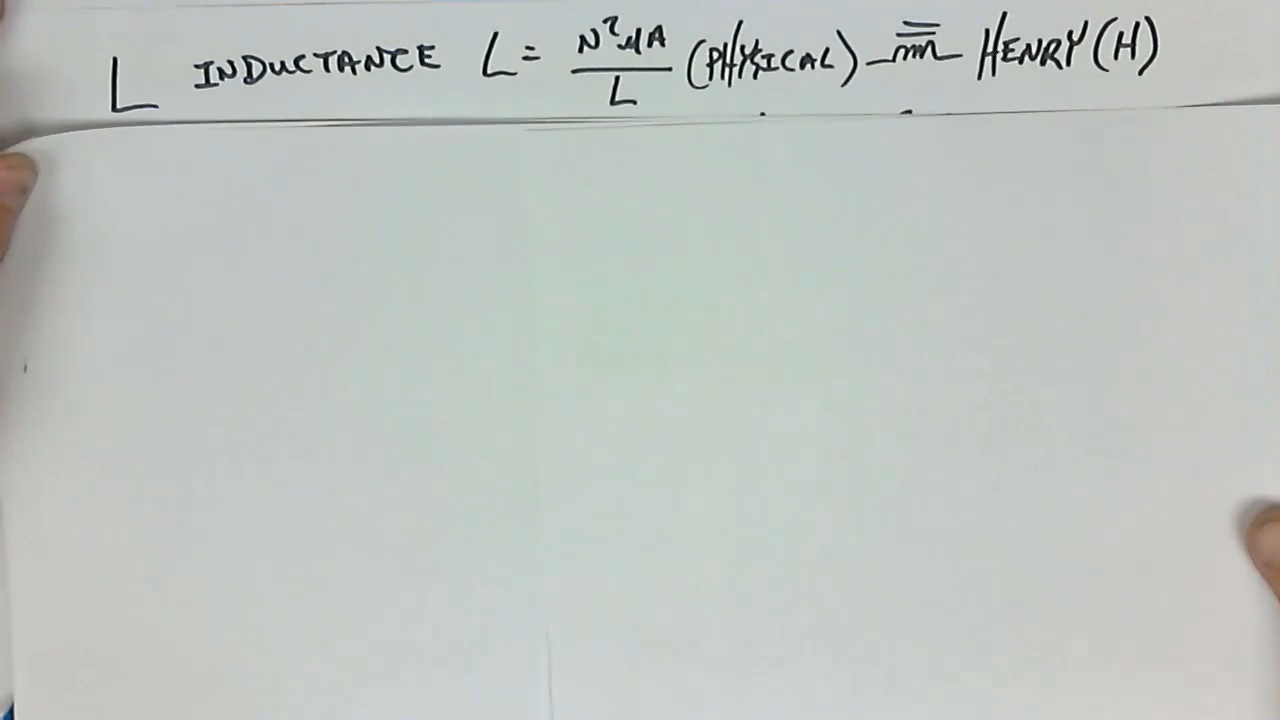 L INDUCTANCE L = N²μA / L (PHYSICAL) HENRY (H)